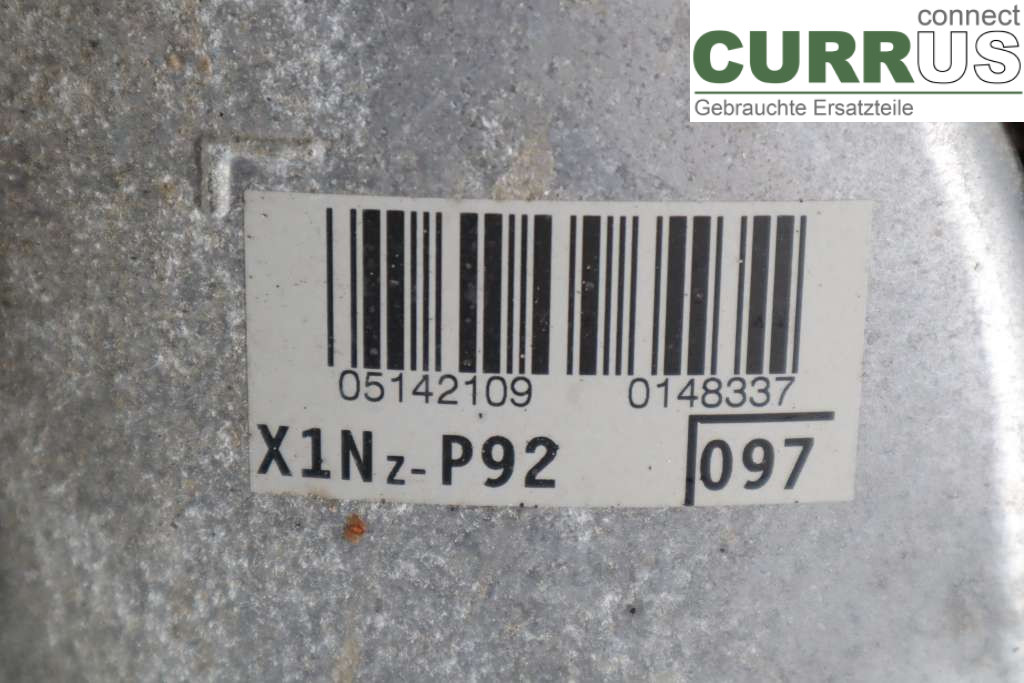 connect
CURRUS
Gebrauchte Ersatzteile
05142109 0148337
X1Nz-P92 097